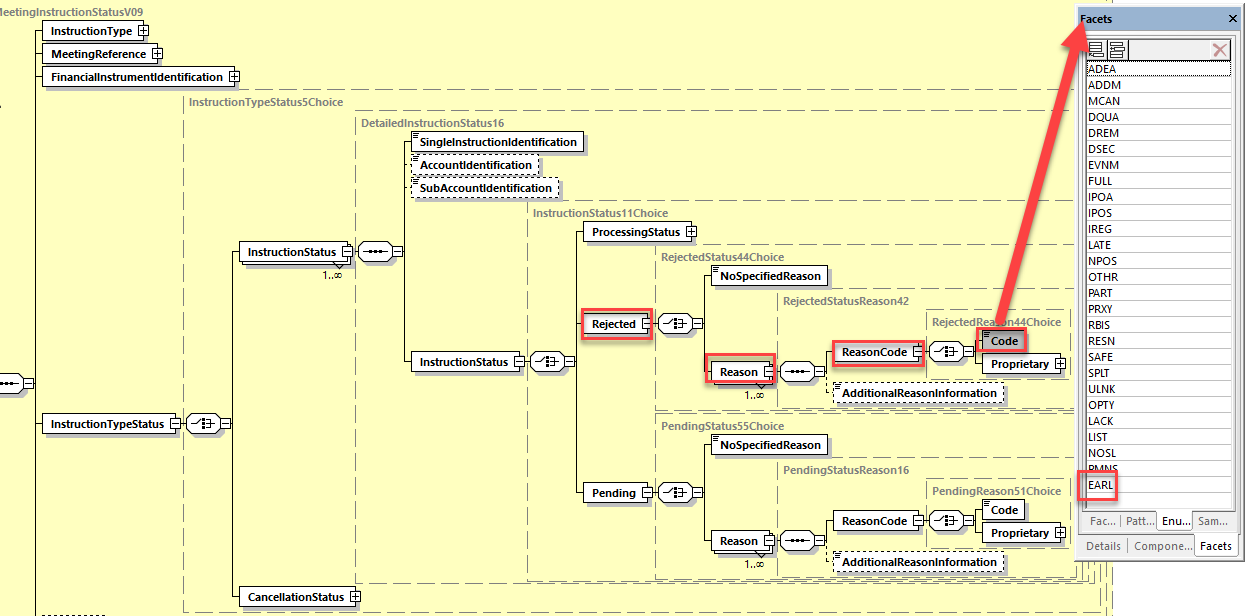 MeetingInstructionStatusV09
InstructionType
MeetingReference
FinancialInstrumentIdentification
InstructionTypeStatus5Choice
DetailedInstructionStatus16
SingleInstructionIdentification
AccountIdentification
SubAccountIdentification
InstructionStatus11Choice
ProcessingStatus
InstructionStatus
1..∞
RejectedStatus44Choice
NoSpecifiedReason
RejectedStatusReason42
Rejected
RejectedReason44Choice
Code
ReasonCode
InstructionStatus
Proprietary
Reason
1..∞
AdditionalReasonInformation
InstructionTypeStatus
PendingStatus55Choice
NoSpecifiedReason
PendingStatusReason16
Pending
PendingReason51Choice
Code
ReasonCode
Proprietary
Reason
1..∞
AdditionalReasonInformation
CancellationStatus
Facets
ADEA
ADDM
MCAN
DQUA
DREM
DSEC
EVNM
FULL
IPOA
IPOS
IREG
LATE
NPOS
OTHR
PART
PRXY
RBIS
RESN
SAFE
SPLT
ULNK
OPTY
LACK
LIST
NOSL
PMNS
EARL
Fac... Patt... Enu... Sam...
Details Compone... Facets